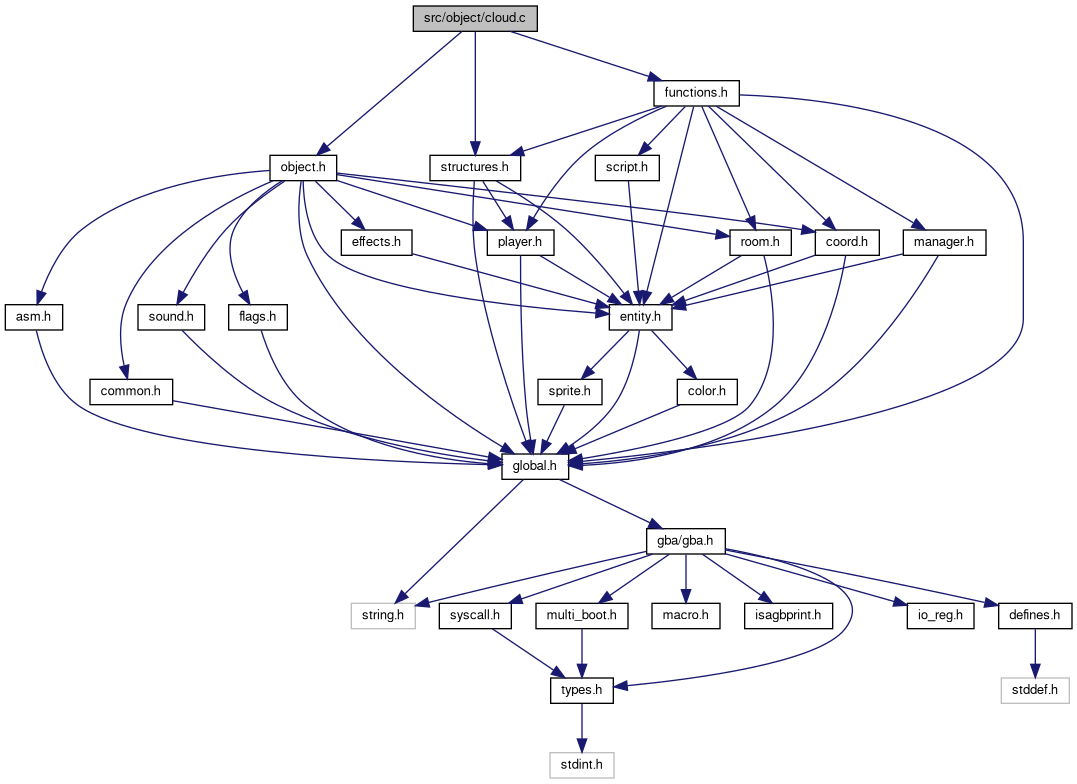 src/object/cloud.c
functions.h
object.h
structures.h
script.h
effects.h
player.h
room.h
coord.h
manager.h
asm.h
sound.h
flags.h
entity.h
common.h
sprite.h
color.h
global.h
gba/gba.h
string.h
syscall.h
multi_boot.h
macro.h
isagbprint.h
io_reg.h
defines.h
types.h
stddef.h
stdint.h